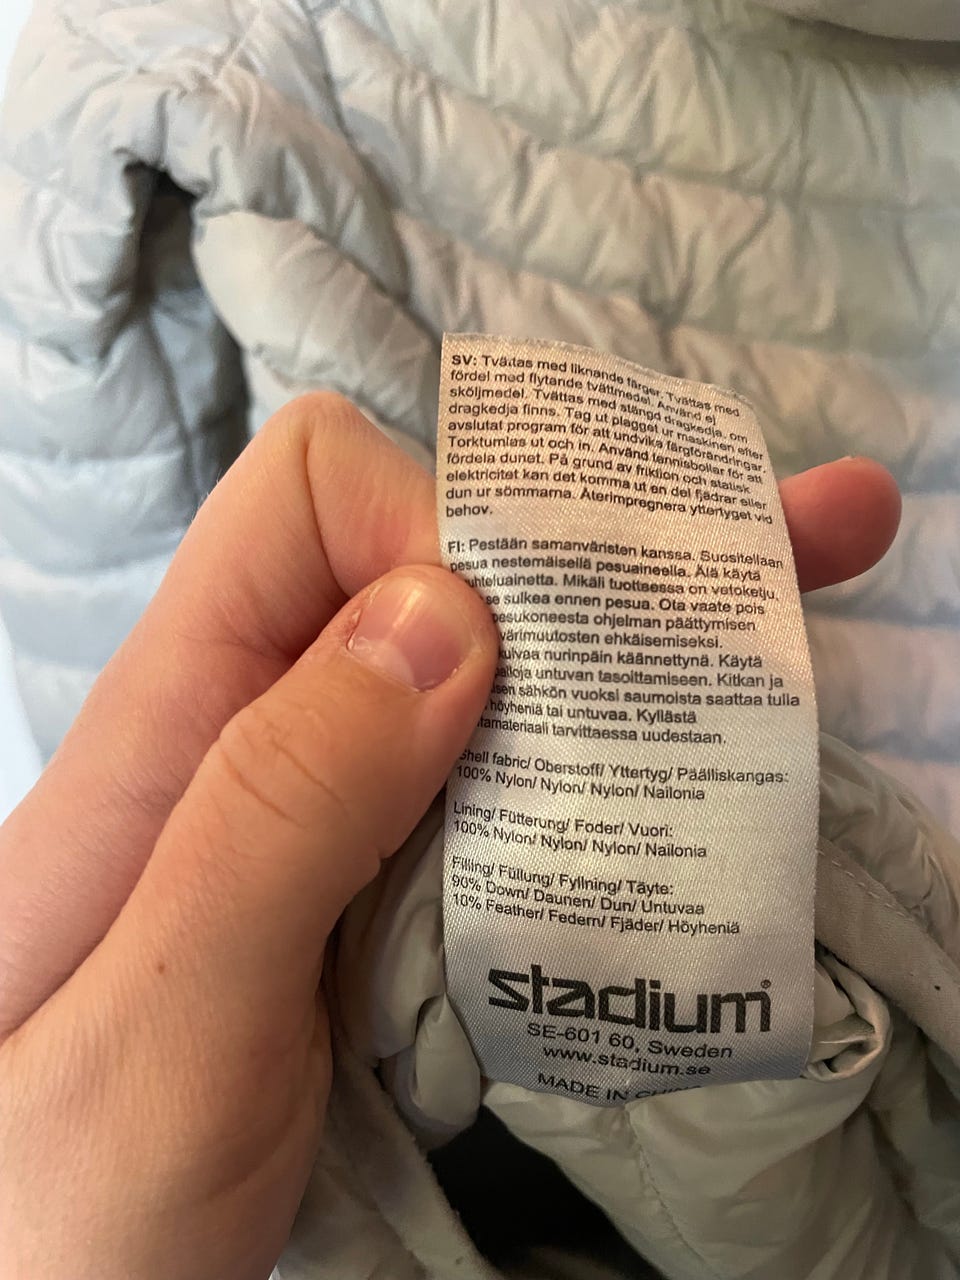 SV: Tvättas med liknande färger. Tvättas med
fördel med flytande tvättmedel. Använd ej
sköljmedel. Tvättas med stängd dragkedja, om
dragkedja finns. Tag ut plagget ur maskinen efter
avslutat program för att undvika färgförändringar.
Torktumlas ut och in. Använd tennisbollar för att
fördela dunet. På grund av friktion och statisk
elektricitet kan det komma ut en del fjädrar eller
dun ur sömmarna. Återimpregnera yttertyget vid
behov.
FI: Pestään samanväristen kanssa. Suositellaan
pesua nestemäisellä pesuaineella. Älä käytä
uhteluainetta. Mikäli tuotteessa on vetoketju,
se sulkea ennen pesua. Ota vaate pois
pesukoneesta ohjelman päättymisen
värimuutosten ehkäisemiseksi.
kuivaa nurinpäin käännettynä. Käytä
palloja untuvan tasoittamiseen. Kitkan ja
isen sähkön vuoksi saumoista saattaa tulla
höyheniä tai untuvaa. Kyllästä
tamateriaali tarvittaessa uudestaan.
Shell fabric/ Oberstoff/ Yttertyg/ Päälliskangas:
100% Nylon/ Nylon/ Nylon/ Nailonia
Lining/ Fütterung/ Foder/ Vuori:
100% Nylon/ Nylon/ Nylon/ Nailonia
Filling/ Füllung/ Fyllning/ Täyte:
90% Down/ Daunen/ Dun/ Untuvaa
10% Feather/ Federn/ Fjäder/ Höyheniä
stadium®
SE-601 60, Sweden
www.stadium.se
MADE IN CHINA